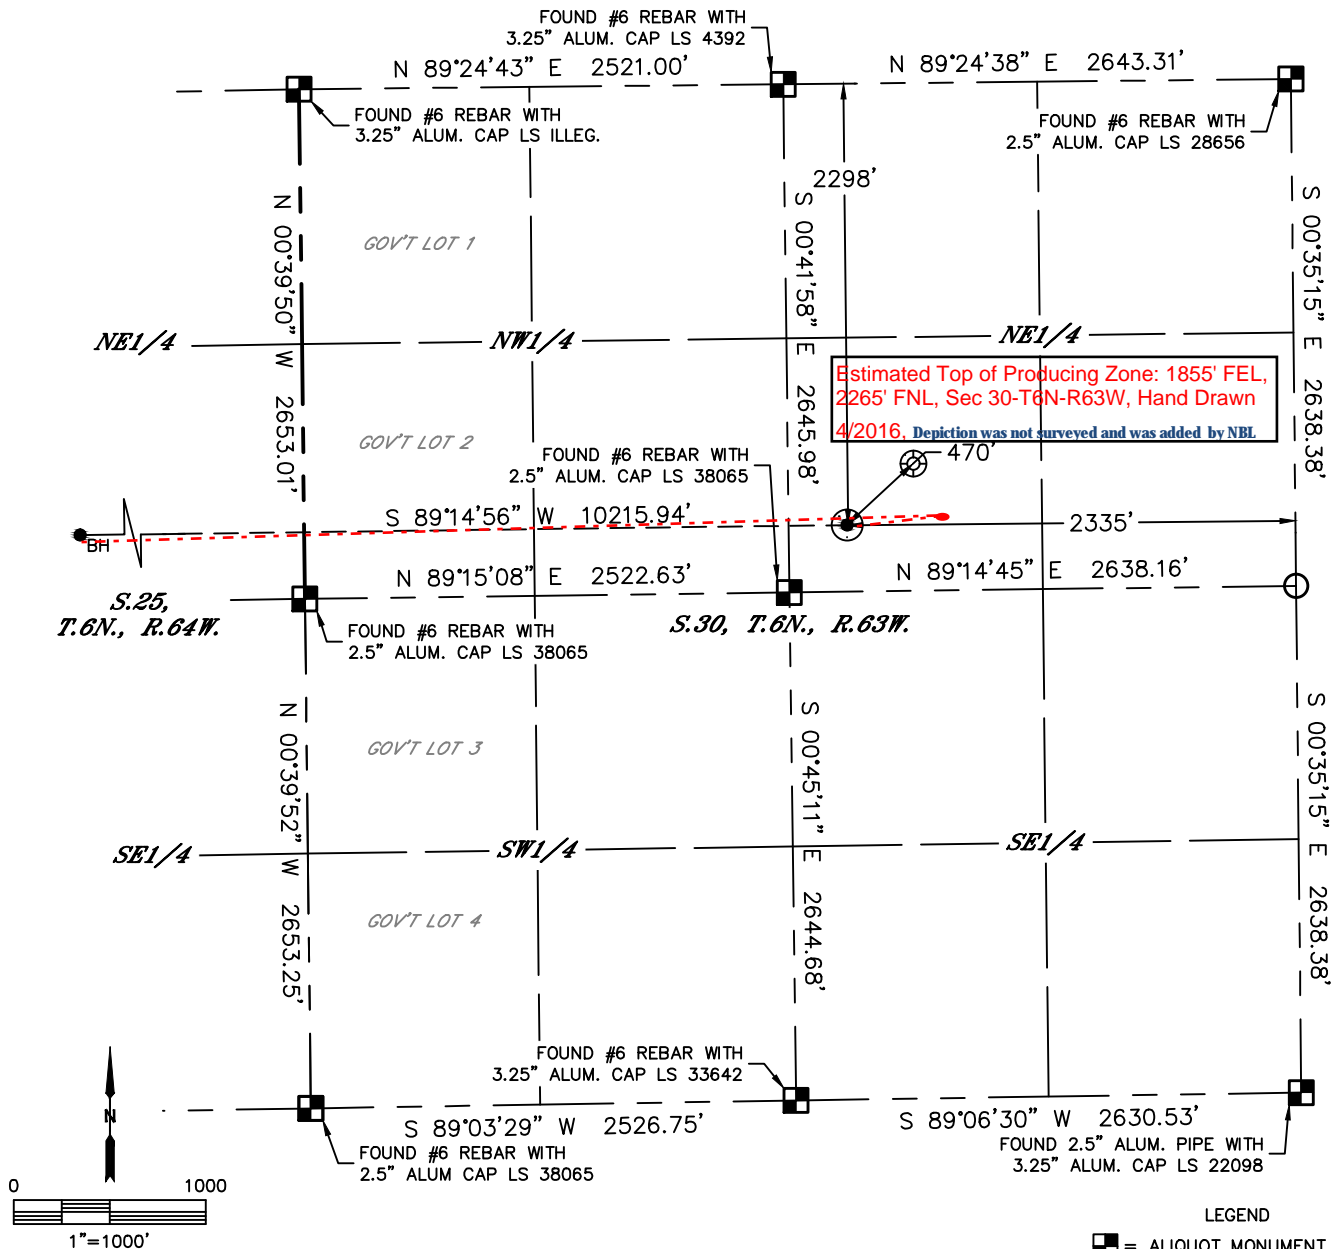 FOUND #6 REBAR WITH
3.25" ALUM. CAP LS 4392
N 89°24'43" E 2521.00'
N 89°24'38" E 2643.31'
FOUND #6 REBAR WITH
3.25" ALUM. CAP LS ILLEG.
FOUND #6 REBAR WITH
2.5" ALUM. CAP LS 28656
2298'
N 00°39'50" W 2653.01'
S 00°41'58" E 2645.98'
S 00°35'15" E 2638.38'
GOV'T LOT 1
NE1/4
NW1/4
NE1/4
Estimated Top of Producing Zone: 1855' FEL,
2265' FNL, Sec 30-T6N-R63W, Hand Drawn
4/2016, Depiction was not surveyed and was added by NBL
GOV'T LOT 2
FOUND #6 REBAR WITH
2.5" ALUM. CAP LS 38065
470'
S 89°14'56" W 10215.94'
2335'
BH
N 89°15'08" E 2522.63'
N 89°14'45" E 2638.16'
S.25,
T.6N., R.64W.
S.30, T.6N., R.63W.
FOUND #6 REBAR WITH
2.5" ALUM. CAP LS 38065
N 00°39'52" W 2653.25'
S 00°45'11" E 2644.68'
S 00°35'15" E 2638.38'
GOV'T LOT 3
SE1/4
SW1/4
SE1/4
GOV'T LOT 4
FOUND #6 REBAR WITH
3.25" ALUM. CAP LS 33642
N
S 89°03'29" W 2526.75'
S 89°06'30" W 2630.53'
FOUND #6 REBAR WITH
2.5" ALUM CAP LS 38065
FOUND 2.5" ALUM. PIPE WITH
3.25" ALUM. CAP LS 22098
0 1000
1"=1000'
LEGEND
= ALIQUOT MONUMENT